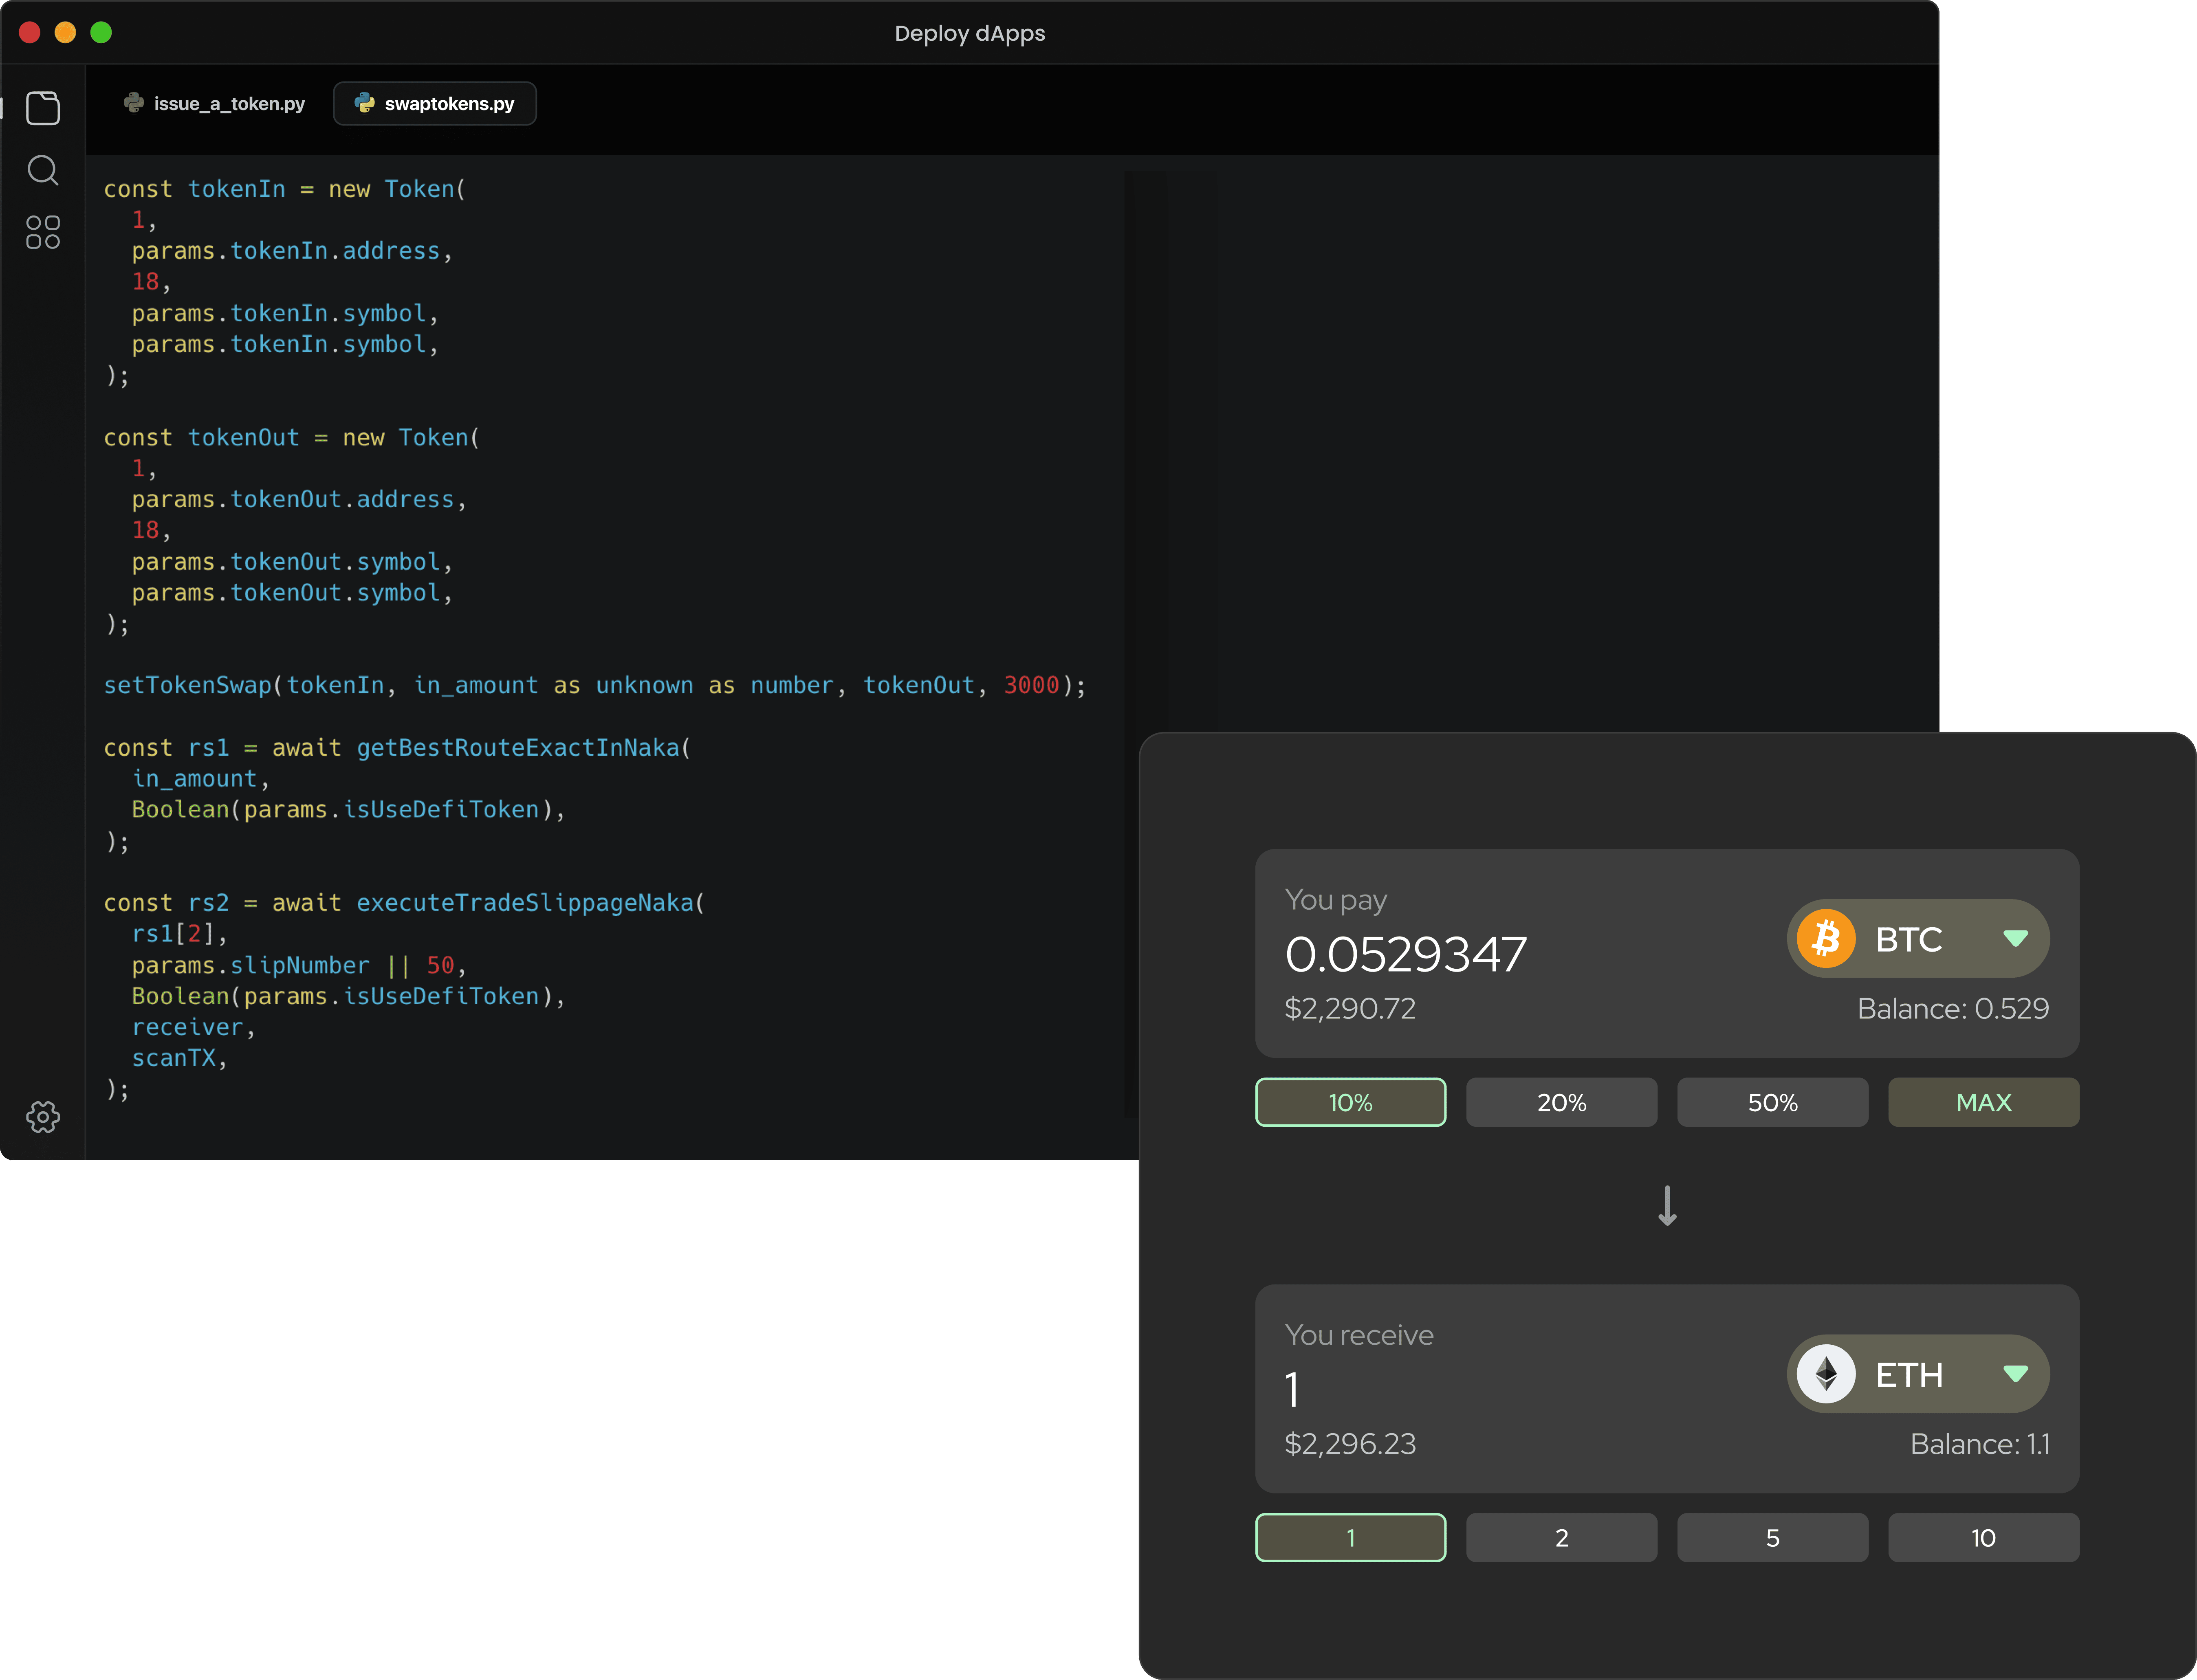 Deploy dApps
issue_a_token.py
swaptokens.py
const tokenIn = new Token(
  1,
  params.tokenIn.address,
  18,
  params.tokenIn.symbol,
  params.tokenIn.symbol,
);
const tokenOut = new Token(
  1,
  params.tokenOut.address,
  18,
  params.tokenOut.symbol,
  params.tokenOut.symbol,
);
setTokenSwap(tokenIn, in_amount as unknown as number, tokenOut, 3000);
const rs1 = await getBestRouteExactInNaka(
  in_amount,
  Boolean(params.isUseDefiToken),
);
const rs2 = await executeTradeSlippageNaka(
  rs1[2],
  params.slipNumber || 50,
  Boolean(params.isUseDefiToken),
  receiver,
  scanTX,
);
You pay
0.0529347
BTC
$2,290.72
Balance: 0.529
10%
20%
50%
MAX
You receive
1
ETH
$2,296.23
Balance: 1.1
1
2
5
10